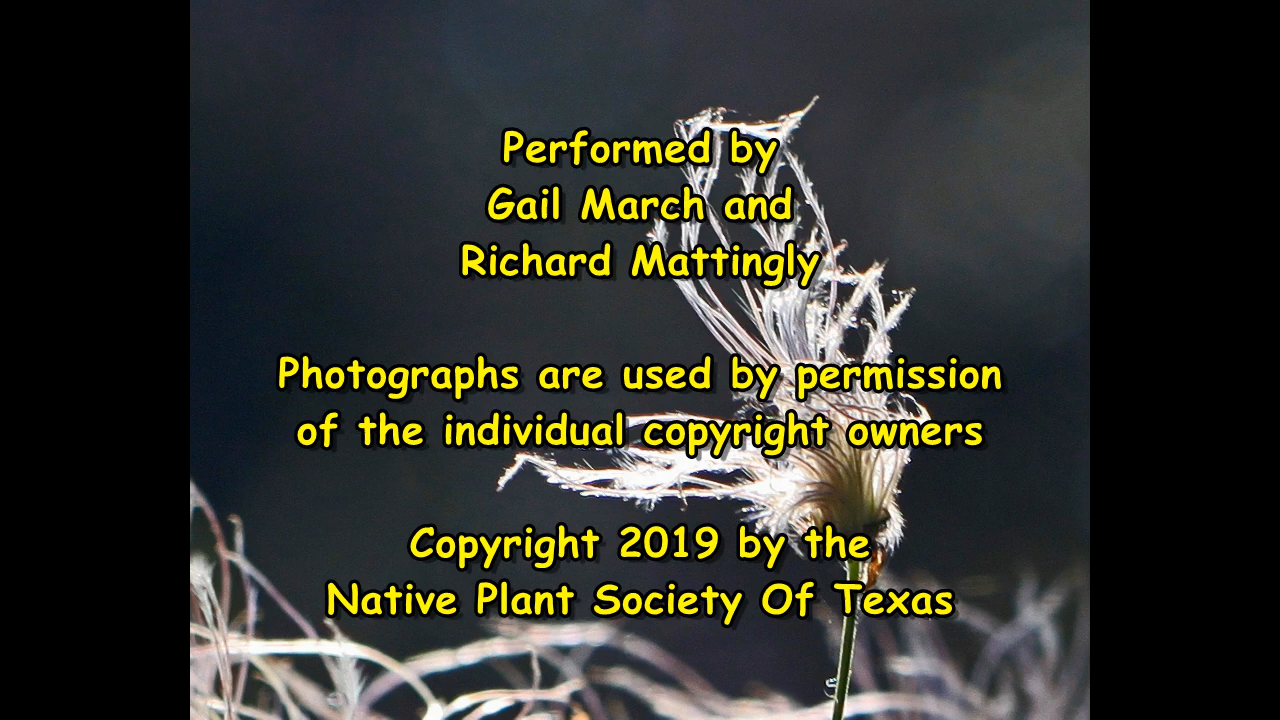 Performed by
Gail March and
Richard Mattingly
Photographs are used by permission
of the individual copyright owners
Copyright 2019 by the
Native Plant Society Of Texas